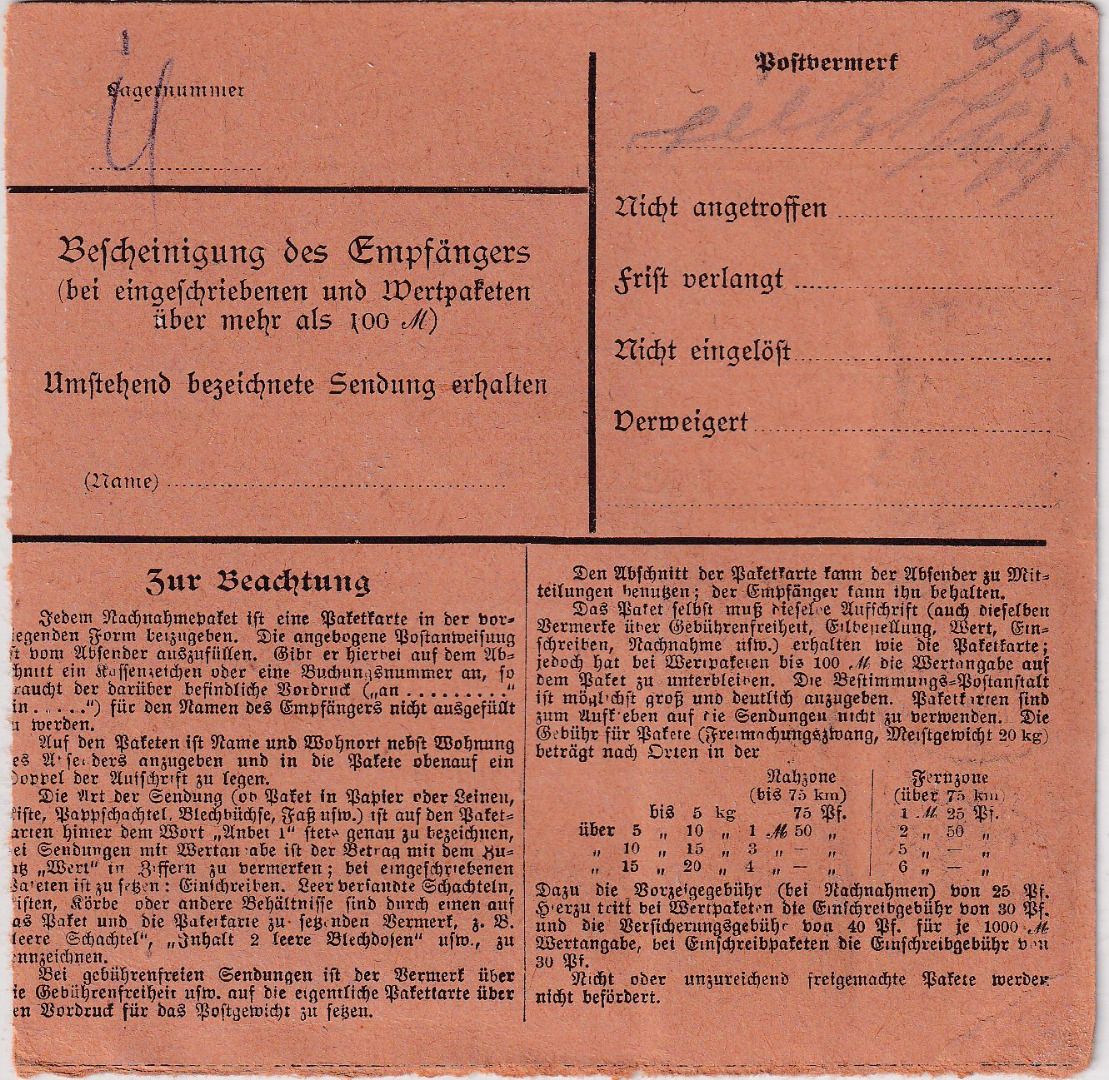 Lagernummer
Bescheinigung des Empfängers
(bei eingeschriebenen und Wertpaketen
über mehr als 100 M)
Umstehend bezeichnete Sendung erhalten
(Name)
Postvermerk
Nicht angetroffen
Frist verlangt
Nicht eingelöst
Verweigert
Zur Beachtung
Jedem Nachnahmepaket ist eine Paketkarte in der vor-
egenden Form beizugeben. Die angebogene Postanweisung
t vom Absender auszufüllen. Gibt er hierbei auf dem Ab-
hnitt ein Kassenzeichen oder eine Buchungsnummer an, so
raucht der darüber befindliche Vordruck („an ........."
in .....") für den Namen des Empfängers nicht ausgefüllt
u werden.
Auf den Paketen ist Name und Wohnort nebst Wohnung
es Absenders anzugeben und in die Pakete obenauf ein
Doppel der Aufschrift zu legen.
Die Art der Sendung (ob Paket in Papier oder Leinen,
iste, Pappschachtel, Blechbüchse, Faß usw.) ist auf den Paket-
arten hinter dem Wort „Anbei 1" stets genau zu bezeichnen,
ei Sendungen mit Wertangabe ist der Betrag mit dem Zu-
tz „Wert" in Ziffern zu vermerken; bei eingeschriebenen
Paketen ist zu setzen: Einschreiben. Leer versandte Schachteln,
isten, Körbe oder andere Behältnisse sind durch einen auf
as Paket und die Paketkarte zu setzenden Vermerk, z. B.
leere Schachtel", „Inhalt 2 leere Blechdosen" usw., zu
ennzeichnen.
Bei gebührenfreien Sendungen ist der Vermerk über
ie Gebührenfreiheit usw. auf die eigentliche Paketkarte über
en Vordruck für das Postgewicht zu setzen.
Den Abschnitt der Paketkarte kann der Absender zu Mit-
teilungen benutzen; der Empfänger kann ihn behalten.
Das Paket selbst muß dieselbe Aufschrift (auch dieselben
Vermerke über Gebührenfreiheit, Eilbestellung, Wert, Ein-
schreiben, Nachnahme usw.) erhalten wie die Paketkarte;
jedoch hat bei Wertpaketen bis 100 M die Wertangabe auf
dem Paket zu unterbleiben. Die Bestimmungs-Postanstalt
ist möglichst groß und deutlich anzugeben. Paketkarten sind
zum Aufkleben auf die Sendungen nicht zu verwenden. Die
Gebühr für Pakete (Freimachungszwang, Meistgewicht 20 kg)
beträgt nach Orten in der
Nahzone Fernzone
(bis 75 km) (über 75 km)
bis 5 kg 75 Pf. 1 M 25 Pf.
über 5 „ 10 „ 1 M 50 „ 2 „ 50 „
„ 10 „ 15 „ 3 „ — „ 5 „ — „
„ 15 „ 20 „ 4 „ — „ 6 „ — „
Dazu die Vorzeigegebühr (bei Nachnahmen) von 25 Pf.
Hierzu tritt bei Wertpaketen die Einschreibgebühr von 30 Pf.
und die Versicherungsgebühr von 40 Pf. für je 1000 M
Wertangabe, bei Einschreibpaketen die Einschreibgebühr von
30 Pf.
Nicht oder unzureichend freigemachte Pakete werden
nicht befördert.